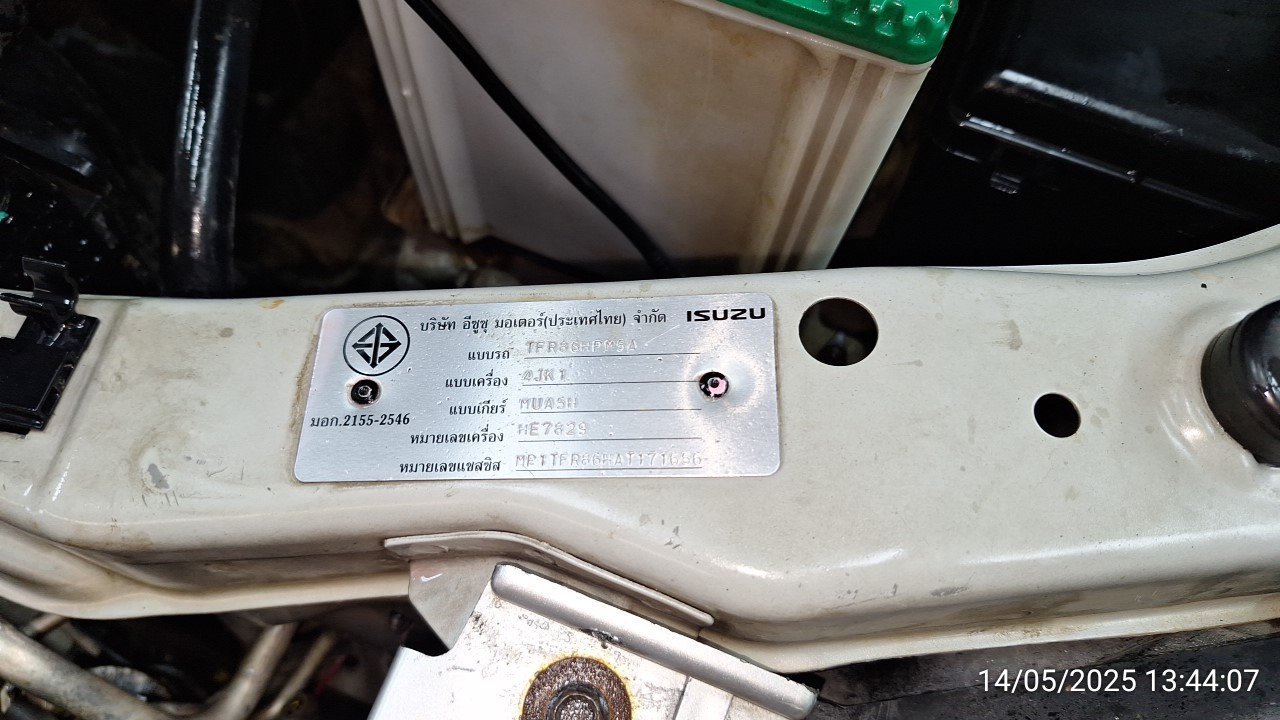 บริษัท อีซูซุ มอเตอร์(ประเทศไทย) จำกัด ISUZU
แบบรถ TFR86HPMSA
แบบเครื่อง 4JK1
แบบเกียร์ MUA5H
มอก.2155-2546
หมายเลขเครื่อง HE7829
หมายเลขแชสซิส MP1TFR86HAT171656
14/05/2025 13:44:07